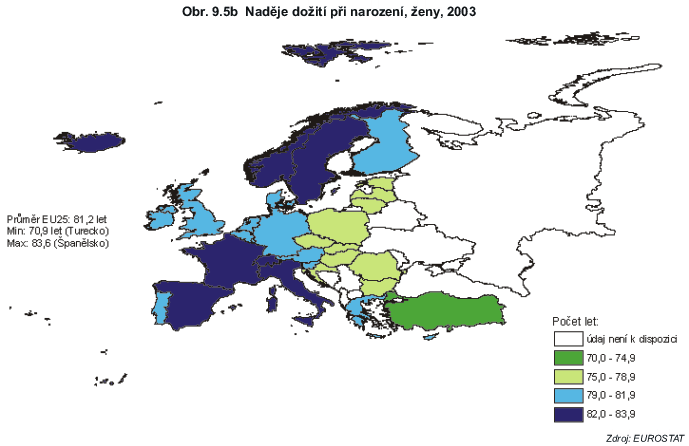 Obr. 9.5b Naděje dožití při narození, ženy, 2003
Průměr EU25: 81,2 let
Min: 70,9 let (Turecko)
Max: 83,6 (Španělsko)
Počet let:
údaj není k dispozici
70,0 - 74,9
75,0 - 78,9
79,0 - 81,9
82,0 - 83,9
Zdroj: EUROSTAT